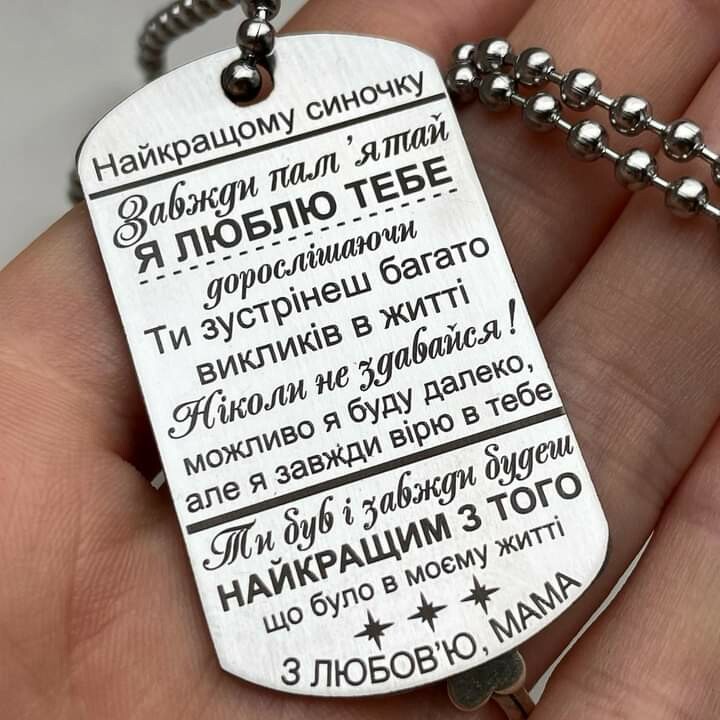 Найкращому синочку
Завжди пам'ятай
Я ЛЮБЛЮ ТЕБЕ
дорослішаючи
Ти зустрінеш багато
викликів в житті
Ніколи не здавайся!
можливо я буду далеко,
але я завжди вірю в тебе
Ти був і завжди будеш
НАЙКРАЩИМ З ТОГО
що було в моєму житті
З ЛЮБОВ'Ю, МАМА